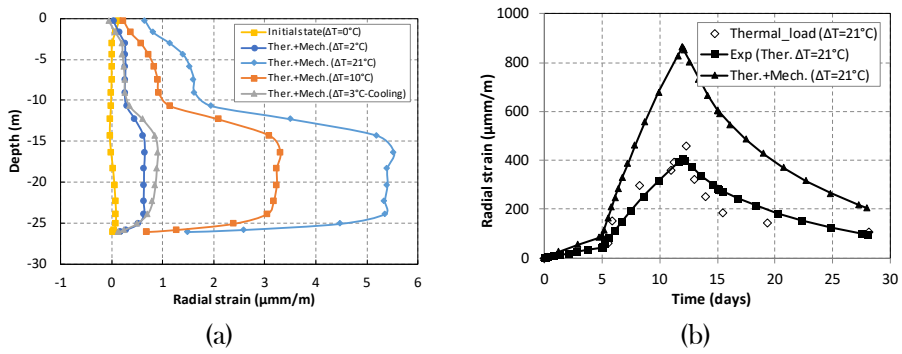 (a)
Initial state(ΔT=0°C)
Ther.+Mech.(ΔT=2°C)
Ther.+Mech.(ΔT=21°C)
Ther.+Mech.(ΔT=10°C)
Ther.+Mech.(ΔT=3°C-Cooling)
0
-5
-10
-15
-20
-25
-30
Depth (m)
-1 0 1 2 3 4 5 6
Radial strain (μmm/m)
(a)
(b)
Thermal_load (ΔT=21°C)
Exp (Ther. ΔT=21°C)
Ther.+Mech. (ΔT=21°C)
1000
800
600
400
200
0
Radial strain (μmm/m)
0 5 10 15 20 25 30
Time (days)
(b)